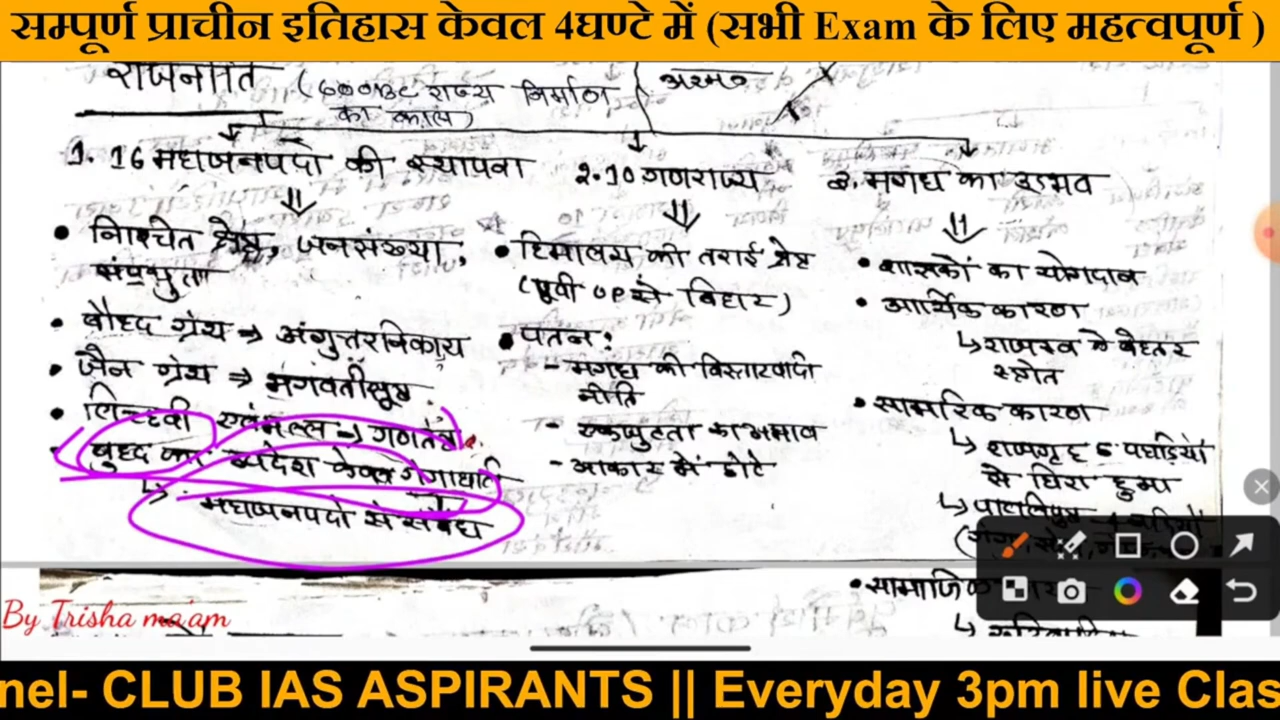 सम्पूर्ण प्राचीन इतिहास केवल 4घण्टे में (सभी Exam के लिए महत्वपूर्ण )
राजनीति (600BC राज्य निर्माण का काल)
अश्मक
1. 16 महाजनपदो की स्थापना
• निश्चित क्षेत्र, जनसंख्या, संप्रभुता
• बौद्ध ग्रंथ ⇒ अंगुत्तरनिकाय
• जैन ग्रंथ ⇒ भगवतीसूत्र
• लिच्छवी एवं मल्ल → गणतंत्र
• बुद्ध का उपदेश केवल गंगाघाटी
↳ महाजनपदो से संबंध
2. 10 गणराज्य
• हिमालय की तराई क्षेत्र
(पूर्वी UP से बिहार)
• पतन:
- मगध की विस्तारवादी नीति
- एकजुटता का अभाव
- आकार में छोटे
3. मगध का उद्भव
• शासकों का योगदान
• आर्थिक कारण
↳ राजस्व के बेहतर स्त्रोत
• सामरिक कारण
↳ राजगृह 5 पहाडियों से घिरा हुआ
↳ पाटलिपुत्र
• सामाजिक
By Trisha ma'am
nel- CLUB IAS ASPIRANTS || Everyday 3pm live Clas